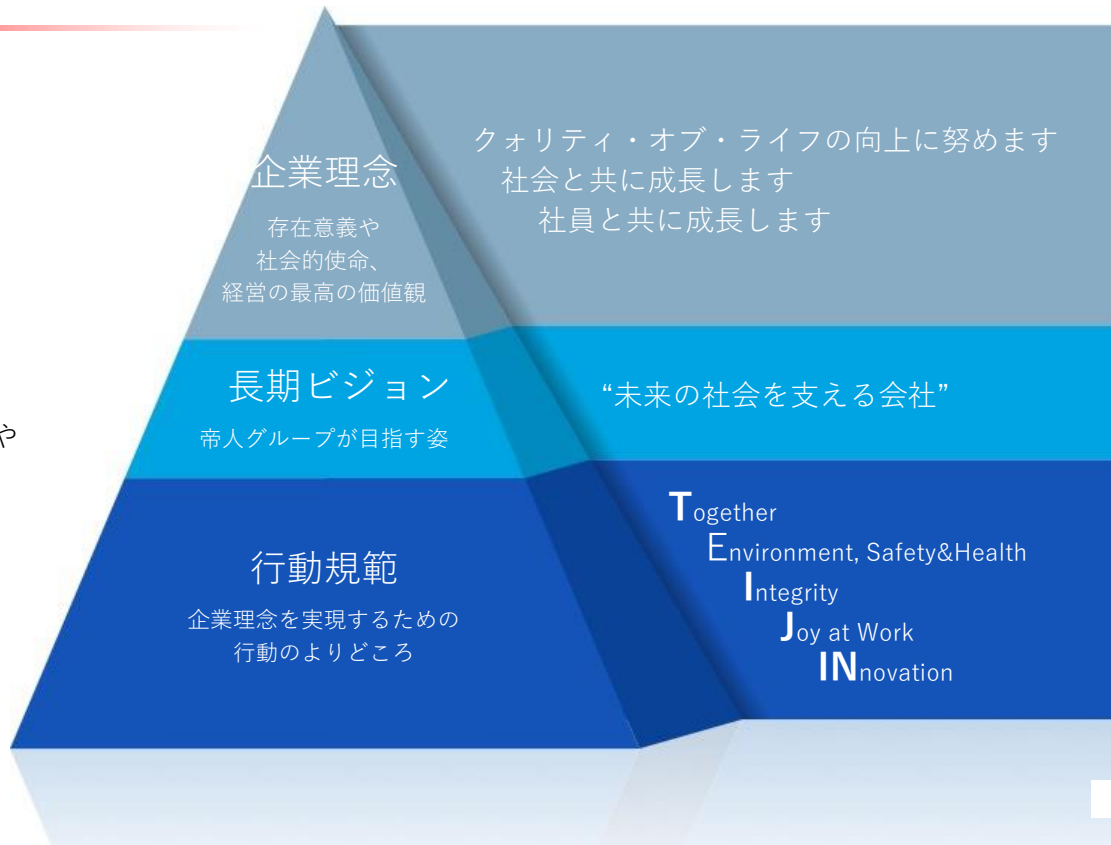 企業理念
存在意義や
社会的使命、
経営の最高の価値観
クォリティ・オブ・ライフの向上に努めます
社会と共に成長します
社員と共に成長します
長期ビジョン
帝人グループが目指す姿
“未来の社会を支える会社”
や
行動規範
企業理念を実現するための
行動のよりどころ
Together
Environment, Safety&Health
Integrity
Joy at Work
INnovation